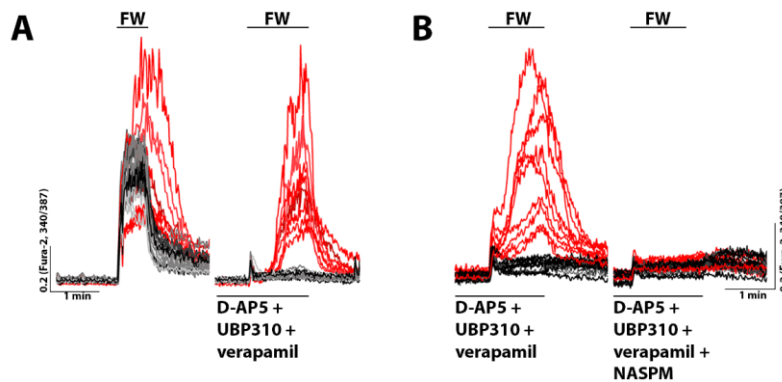 A
FW
FW
0.2 (Fura-2, 340/387)
1 min
D-AP5 +
UBP310 +
verapamil
B
FW
FW
D-AP5 +
UBP310 +
verapamil
D-AP5 +
UBP310 +
verapamil +
NASPM
1 min